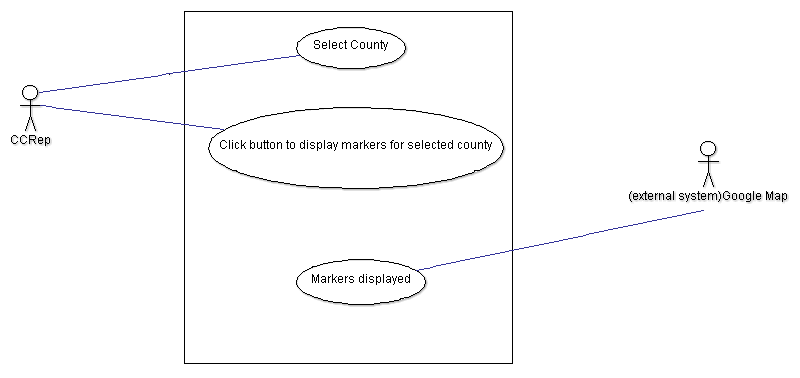 Select County
CCRep
Click button to display markers for selected county
(external system)Google Map
Markers displayed